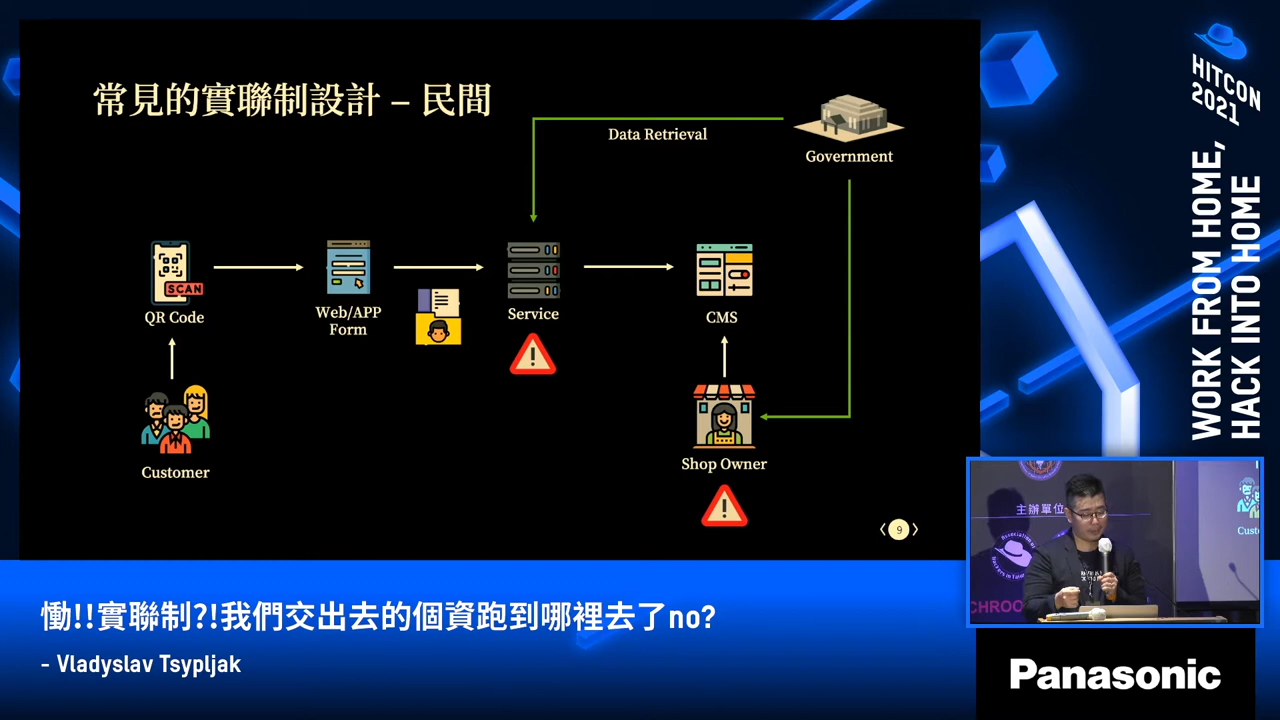 常見的實聯制設計 – 民間
Data Retrieval
Government
SCAN
QR Code
Web/APP
Form
Service
CMS
Customer
Shop Owner
9
HITCON
2021
WORK FROM HOME,
HACK INTO HOME
主辦單位
Custo
CHROO
慟!!實聯制?!我們交出去的個資跑到哪裡去了no?
- Vladyslav Tsypljak
Panasonic